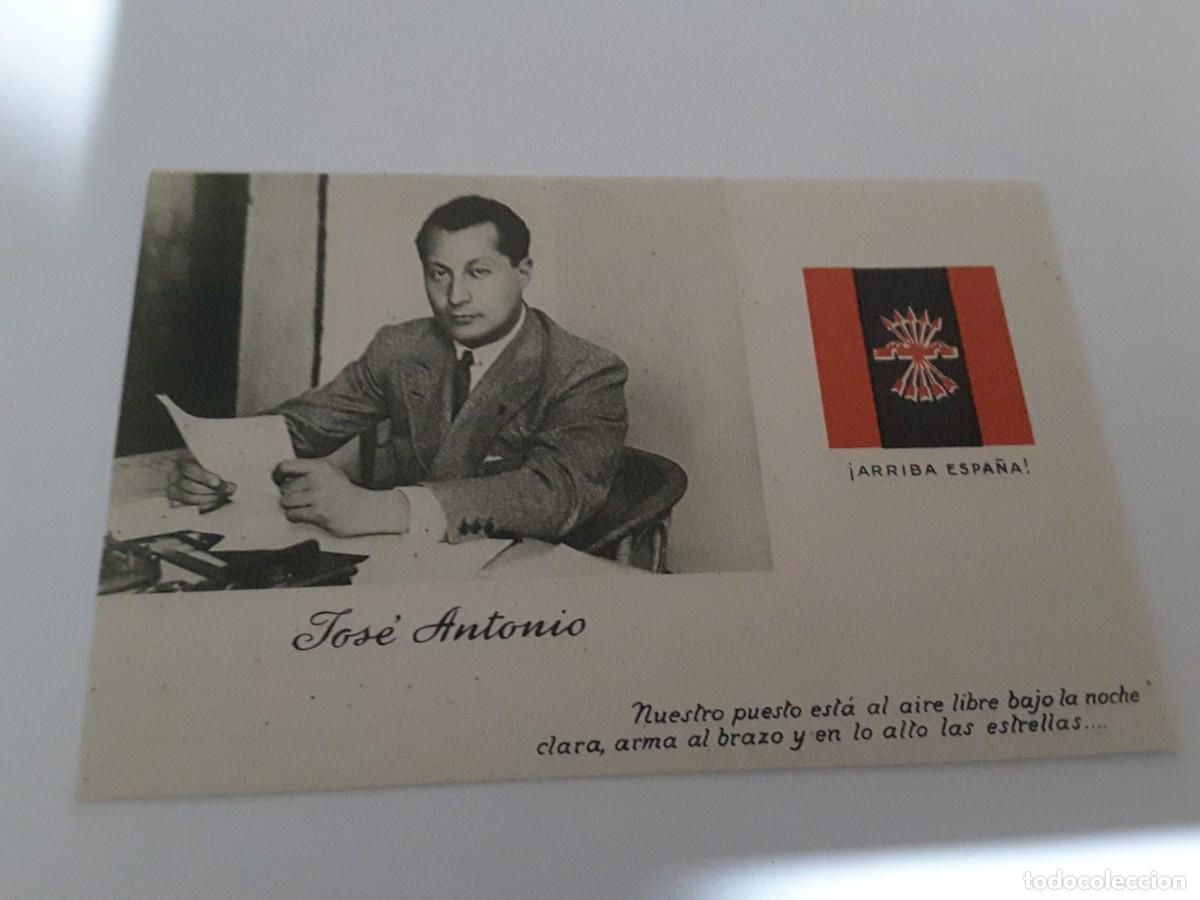 ¡ARRIBA ESPAÑA!
José Antonio
Nuestro puesto está al aire libre bajo la noche
clara, arma al brazo y en lo alto las estrellas....
todocoleccion